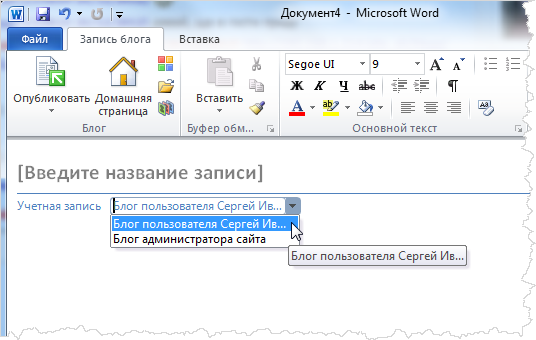 Документ4 - Microsoft Word
Файл Запись блога Вставка
Опубликовать Домашняя страница Вставить Segoe UI 9
Ж К Ч abc
А ab А
Блог Буфер обм... Основной текст
[Введите название записи]
Учетная запись Блог пользователя Сергей Ив...
Блог пользователя Сергей Ив...
Блог администратора сайта
Блог пользователя Сергей Ив...